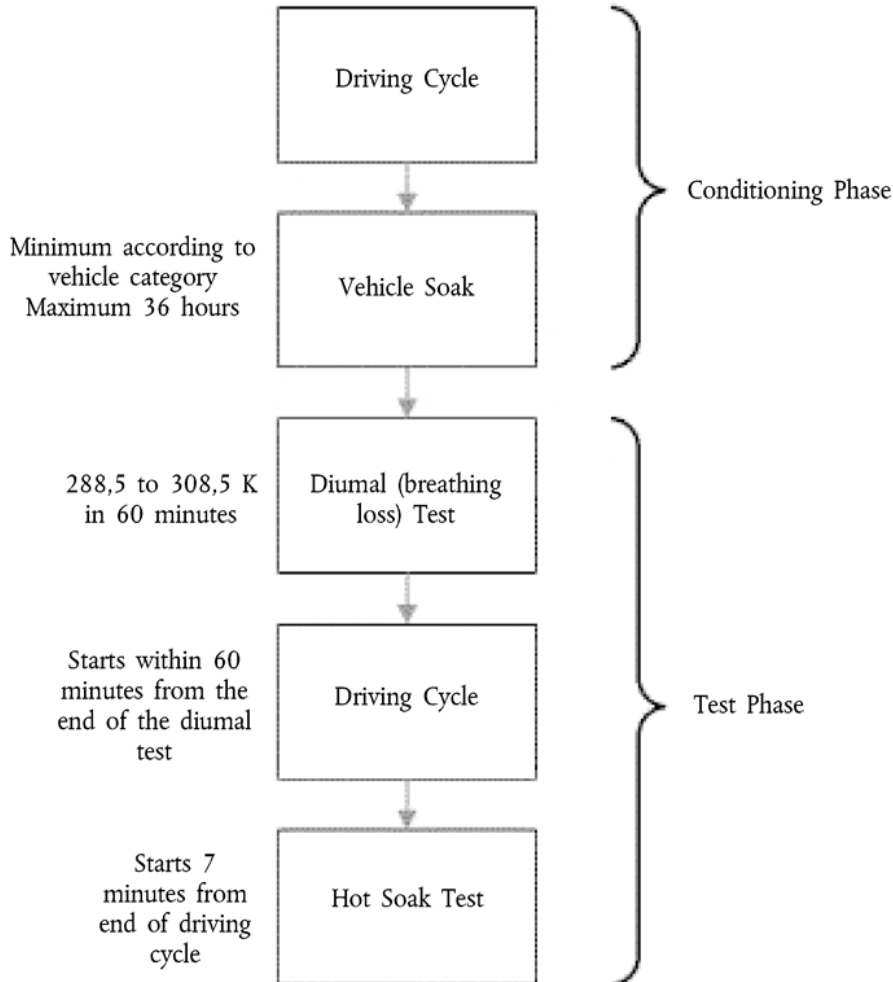 Driving Cycle
Conditioning Phase
Minimum according to
vehicle category
Maximum 36 hours
Vehicle Soak
288,5 to 308,5 K
in 60 minutes
Diumal (breathing
loss) Test
Starts within 60
minutes from the
end of the diumal
test
Driving Cycle
Test Phase
Starts 7
minutes from
end of driving
cycle
Hot Soak Test